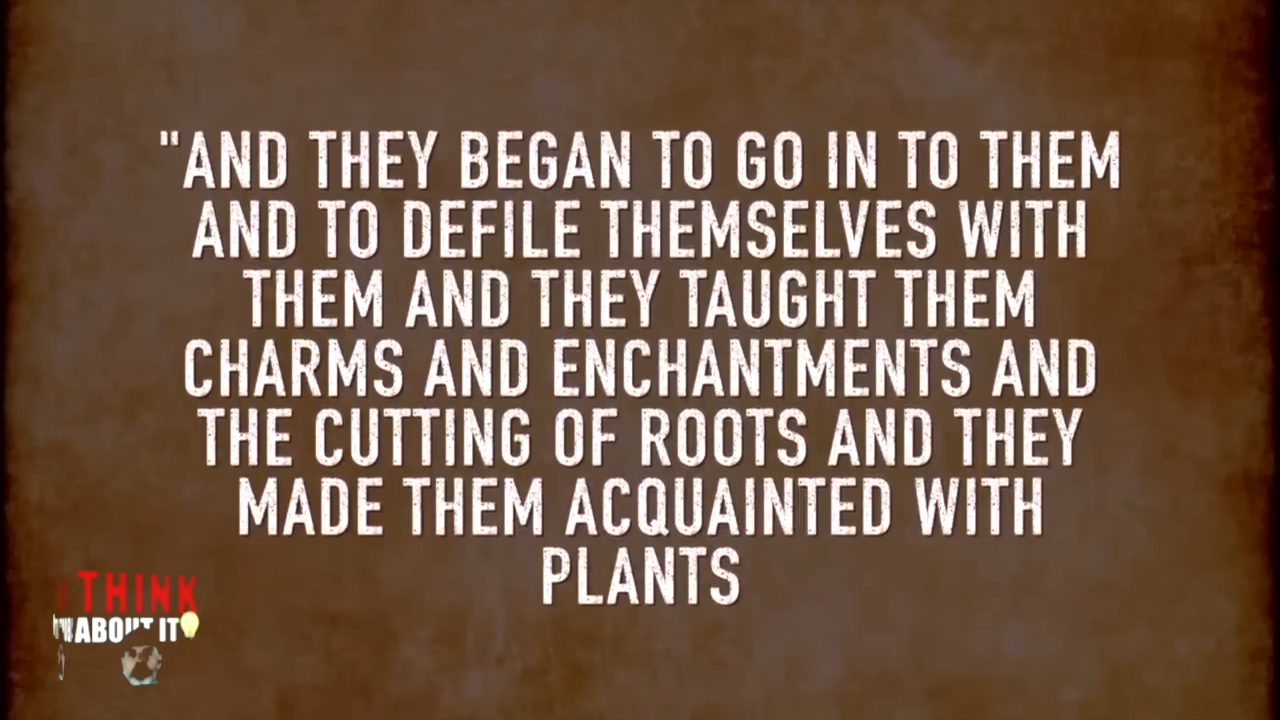 "AND THEY BEGAN TO GO IN TO THEM
AND TO DEFILE THEMSELVES WITH
THEM AND THEY TAUGHT THEM
CHARMS AND ENCHANTMENTS AND
THE CUTTING OF ROOTS AND THEY
MADE THEM ACQUAINTED WITH
PLANTS
THINK
ABOUT IT